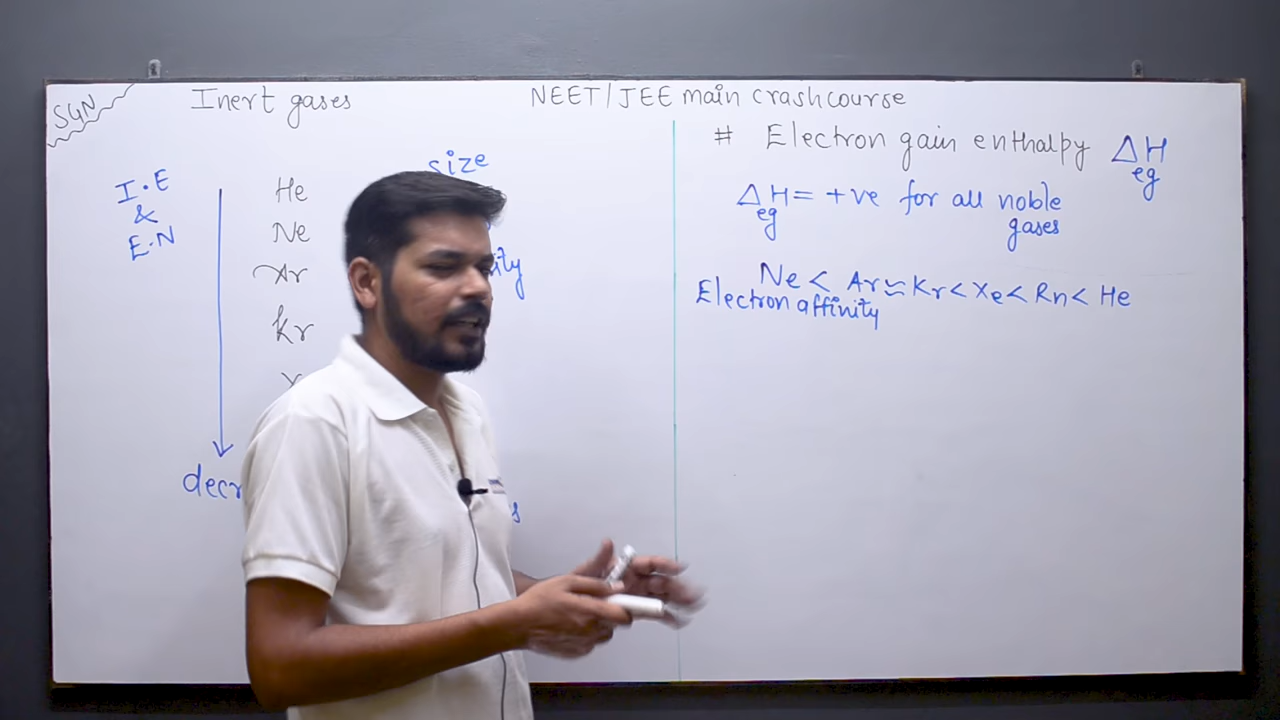 SGN
Inert gases
NEET/JEE main crashcourse
I.E
&
E.N
He
Ne
Ar
Kr
size
# Electron gain enthalpy ΔH
eg
ΔH = +ve for all noble
eg
gases
Ne < Ar ≈ Kr < Xe < Rn < He
Electron affinity